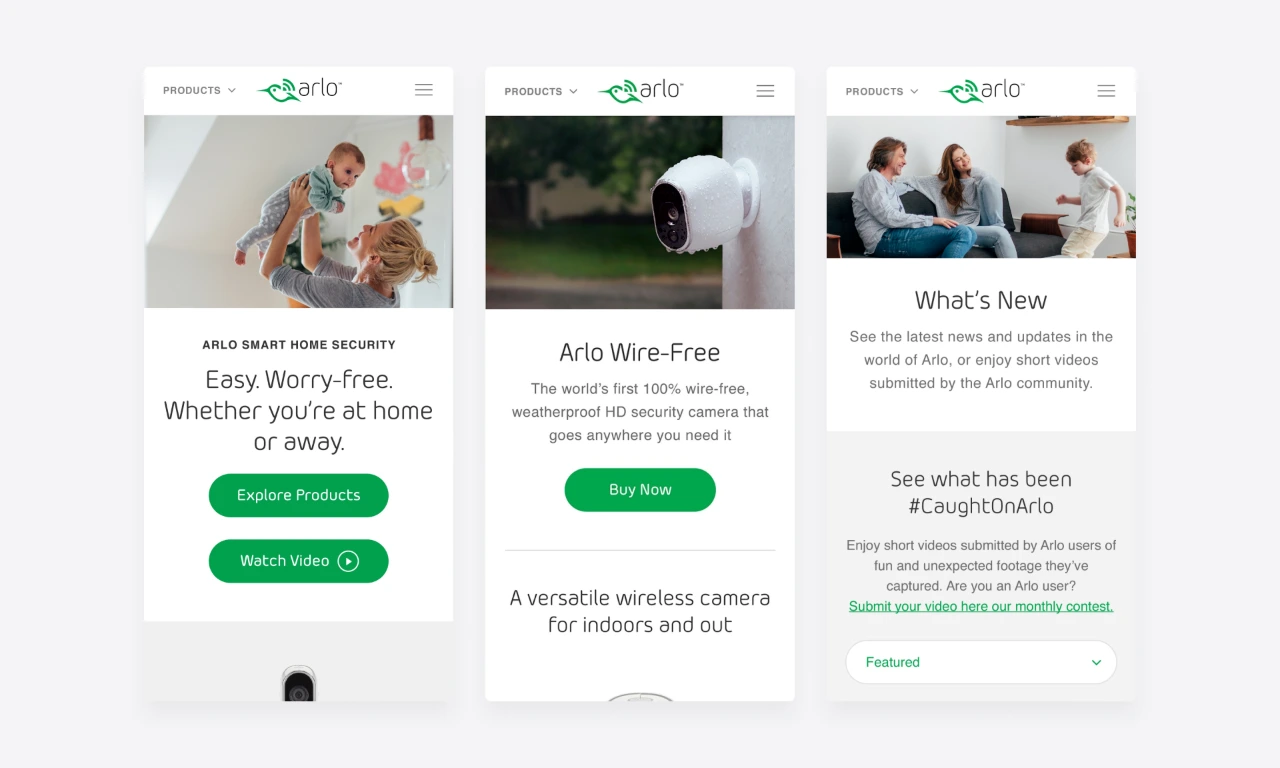 PRODUCTS
arlo™
ARLO SMART HOME SECURITY
Easy. Worry-free.
Whether you're at home
or away.
Explore Products
Watch Video
PRODUCTS
arlo™
Arlo Wire-Free
The world's first 100% wire-free,
weatherproof HD security camera that
goes anywhere you need it
Buy Now
A versatile wireless camera
for indoors and out
PRODUCTS
arlo™
What's New
See the latest news and updates in the
world of Arlo, or enjoy short videos
submitted by the Arlo community.
See what has been
#CaughtOnArlo
Enjoy short videos submitted by Arlo users of
fun and unexpected footage they've
captured. Are you an Arlo user?
Submit your video here our monthly contest.
Featured